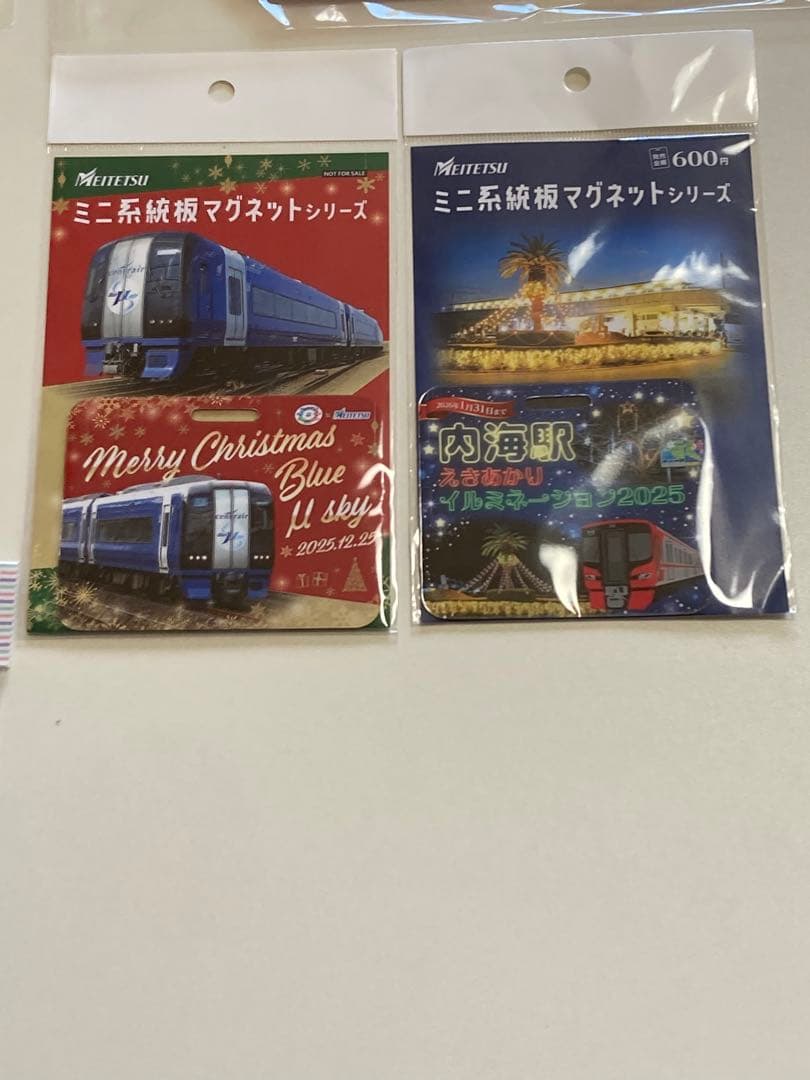 MEITETSU
NOT FOR SALE
ミニ系統板マグネットシリーズ
centrair
μ
MEITETSU
Merry Christmas
Blue
μ sky
2025.12.25
centrair
μ
MEITETSU
600円
ミニ系統板マグネットシリーズ
2026年1月31日まで
内海駅
えきあかり
イルミネーション2025